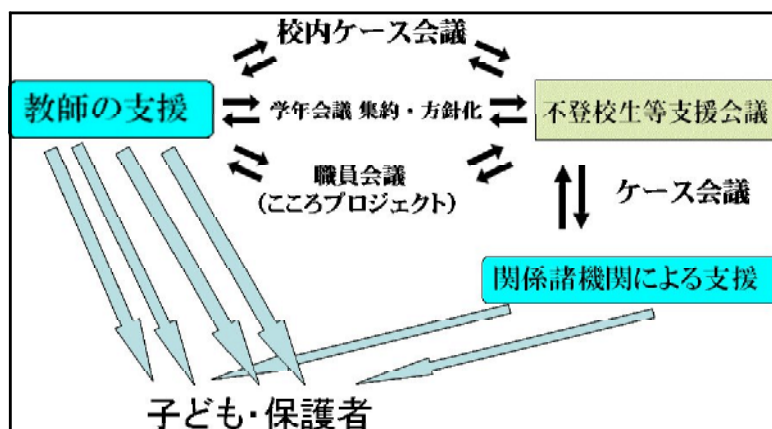 校内ケース会議
教師の支援
学年会議 集約・方針化
不登校生等支援会議
職員会議
(こころプロジェクト)
ケース会議
関係諸機関による支援
子ども・保護者